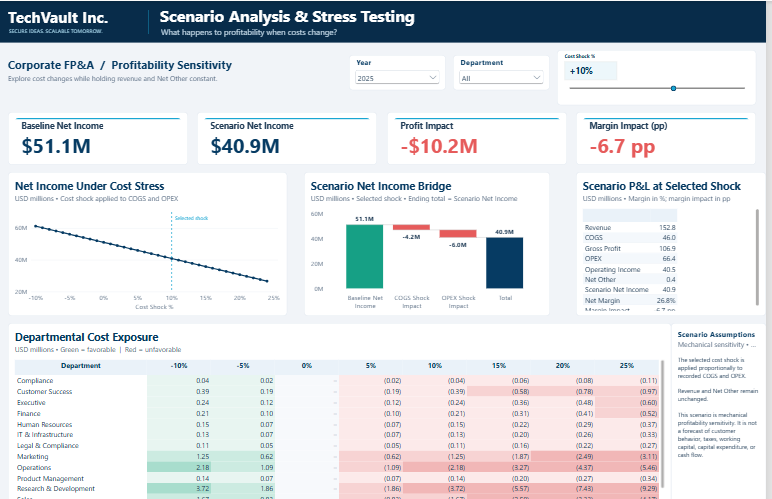 TechVault Inc.
SECURE IDEAS. SCALABLE TOMORROW.
Scenario Analysis & Stress Testing
What happens to profitability when costs change?
Corporate FP&A / Profitability Sensitivity
Explore cost changes while holding revenue and Net Other constant.
Year
2025
Department
All
Cost Shock %
+10%
Baseline Net Income
$51.1M
Scenario Net Income
$40.9M
Profit Impact
-$10.2M
Margin Impact (pp)
-6.7 pp
Net Income Under Cost Stress
USD millions • Cost shock applied to COGS and OPEX
Selected shock
60M
40M
20M
-10% -5% 0% 5% 10% 15% 20% 25%
Cost Shock %
Scenario Net Income Bridge
USD millions • Selected shock • Ending total = Scenario Net Income
60M
40M
20M
0M
51.1M
-4.2M
-6.0M
40.9M
Baseline Net Income
COGS Shock Impact
OPEX Shock Impact
Total
Scenario P&L at Selected Shock
USD millions • Margin in %; margin impact in pp
Revenue 152.8
COGS 46.0
Gross Profit 106.9
OPEX 66.4
Operating Income 40.5
Net Other 0.4
Scenario Net Income 40.9
Net Margin 26.8%
Margin Impact -6.7 pp
Departmental Cost Exposure
USD millions • Green = favorable | Red = unfavorable
Department -10% -5% 0% 5% 10% 15% 20% 25%
Compliance 0.04 0.02 – (0.02) (0.04) (0.06) (0.08) (0.11)
Customer Success 0.39 0.19 – (0.19) (0.39) (0.58) (0.78) (0.97)
Executive 0.24 0.12 – (0.12) (0.24) (0.36) (0.48) (0.60)
Finance 0.21 0.10 – (0.10) (0.21) (0.31) (0.41) (0.52)
Human Resources 0.15 0.07 – (0.07) (0.15) (0.22) (0.29) (0.37)
IT & Infrastructure 0.13 0.07 – (0.07) (0.13) (0.20) (0.26) (0.33)
Legal & Compliance 0.11 0.05 – (0.05) (0.11) (0.16) (0.22) (0.27)
Marketing 1.25 0.62 – (0.62) (1.25) (1.87) (2.49) (3.11)
Operations 2.18 1.09 – (1.09) (2.18) (3.27) (4.37) (5.46)
Product Management 0.14 0.07 – (0.07) (0.14) (0.20) (0.27) (0.34)
Research & Development 3.72 1.86 – (1.86) (3.72) (5.57) (7.43) (9.29)
Scenario Assumptions
Mechanical sensitivity • ...
The selected cost shock is
applied proportionally to
recorded COGS and OPEX.
Revenue and Net Other remain
unchanged.
This scenario is mechanical
profitability sensitivity. It is not
a forecast of customer
behavior, taxes, working
capital, capital expenditure, or
cash flow.